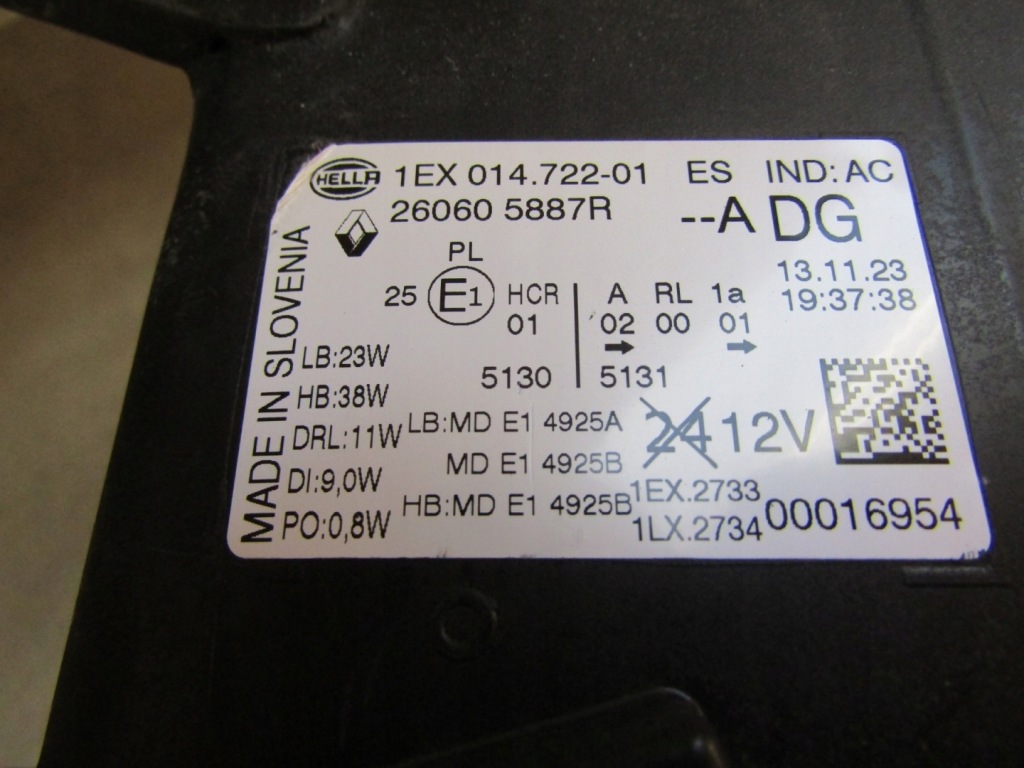 HELLA 1EX 014.722-01 ES IND: AC
26060 5887R --A DG
PL
13.11.23
25 E1 HCR A RL 1a 19:37:38
01 02 00 01
➙ ➙
5130 5131
MADE IN SLOVENIA
LB:23W
HB:38W
DRL:11W
DI:9,0W
PO:0,8W
LB:MD E1 4925A
MD E1 4925B
HB:MD E1 4925B
24 12V
1EX.2733
1LX.2734
00016954